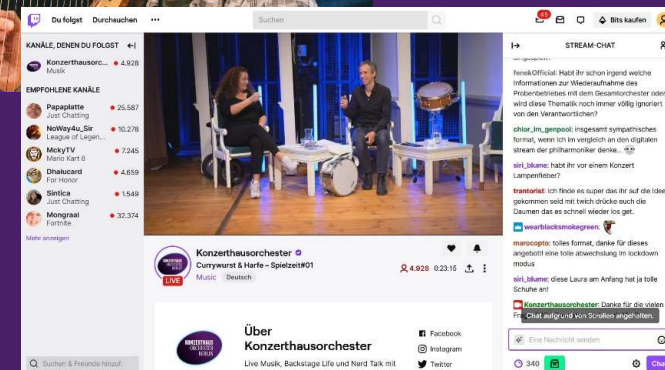 Du folgst Durchsuchen
Suchen
45
Bits kaufen
KANÄLE, DENEN DU FOLGST
Konzerthausorc... 4.928
Musik
EMPFOHLENE KANÄLE
Papaplatte 25.587
Just Chatting
NoWay4u_Sir 10.278
League of Legen...
MckyTV 7.245
Mario Kart 8
Dhalucard 4.659
For Honor
Sintica 1.549
Just Chatting
Mongraal 32.374
Fortnite
Mehr anzeigen
Suchen & Freunde hinzuf.
Konzerthausorchester
Currywurst & Harfe – Spielzeit#01
Music Deutsch
LIVE
4.928 0:23:15
KONZERTHAUS
ORCHESTER
BERLIN
Über
Konzerthausorchester
Live Musik, Backstage Life und Nerd Talk mit
Facebook
Instagram
Twitter
STREAM-CHAT
fenekOfficial: Habt ihr schon irgend welche
Informationen zur Wiederaufnahme des
Probenbetriebes mit dem Gesamtorchester oder
wird diese Thematik noch immer völlig ignoriert
von den Verantwortlichen?
chlor_im_genpool: insgesamt sympathisches
format, wenn ich im vergleich an den digitalen
stream der philharmoniker denke..
siri_blume: habt ihr vor einem Konzert
Lampenfieber?
trantorist: Ich finde es super das ihr auf die Idee
gekommen seid mit twich drücke euch die
Daumen das es schnell wieder los get.
wearblacksmokegreen:
marocopto: tolles format, danke für dieses
angebot!! eine tolle abwechslung im lockdown
modus
siri_blume: diese Laura am Anfang hat ja tolle
Schuhe an!
Konzerthausorchester: Danke für die vielen
Chat aufgrund von Scrollen angehalten.
Eine Nachricht senden
340
Chat